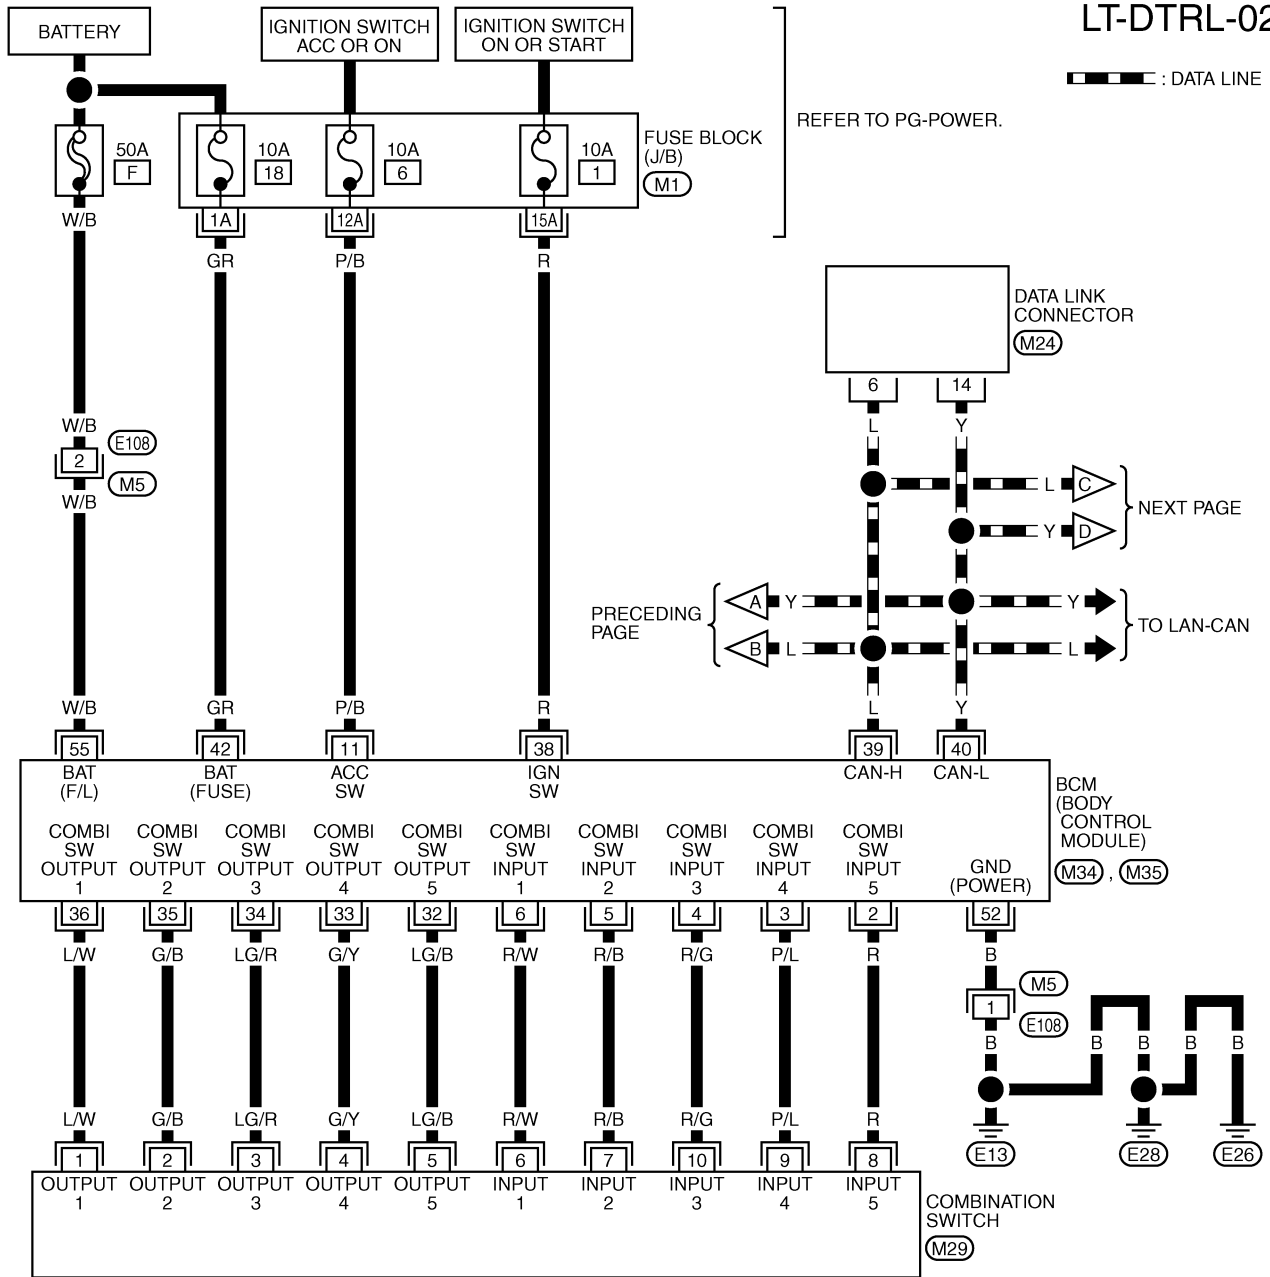 LT-DTRL-02
BATTERY
IGNITION SWITCH
ACC OR ON
IGNITION SWITCH
ON OR START
: DATA LINE
REFER TO PG-POWER.
50A
F
10A
18
10A
6
10A
1
FUSE BLOCK
(J/B)
M1
1A
12A
15A
W/B
GR
P/B
R
DATA LINK
CONNECTOR
M24
6
14
L
Y
W/B
2
E108
M5
W/B
L
C
Y
D
NEXT PAGE
PRECEDING
PAGE
A
Y
Y
B
L
L
TO LAN-CAN
W/B
GR
P/B
R
L
Y
55
42
11
38
39
40
BAT
(F/L)
BAT
(FUSE)
ACC
SW
IGN
SW
CAN-H
CAN-L
BCM
(BODY
CONTROL
MODULE)
M34 , M35
COMBI
SW
OUTPUT
1
COMBI
SW
OUTPUT
2
COMBI
SW
OUTPUT
3
COMBI
SW
OUTPUT
4
COMBI
SW
OUTPUT
5
COMBI
SW
INPUT
1
COMBI
SW
INPUT
2
COMBI
SW
INPUT
3
COMBI
SW
INPUT
4
COMBI
SW
INPUT
5
GND
(POWER)
36
35
34
33
32
6
5
4
3
2
52
L/W
G/B
LG/R
G/Y
LG/B
R/W
R/B
R/G
P/L
R
B
M5
1
E108
B
B
B
B
B
L/W
G/B
LG/R
G/Y
LG/B
R/W
R/B
R/G
P/L
R
E13
E28
E26
1
2
3
4
5
6
7
10
9
8
OUTPUT
1
OUTPUT
2
OUTPUT
3
OUTPUT
4
OUTPUT
5
INPUT
1
INPUT
2
INPUT
3
INPUT
4
INPUT
5
COMBINATION
SWITCH
M29